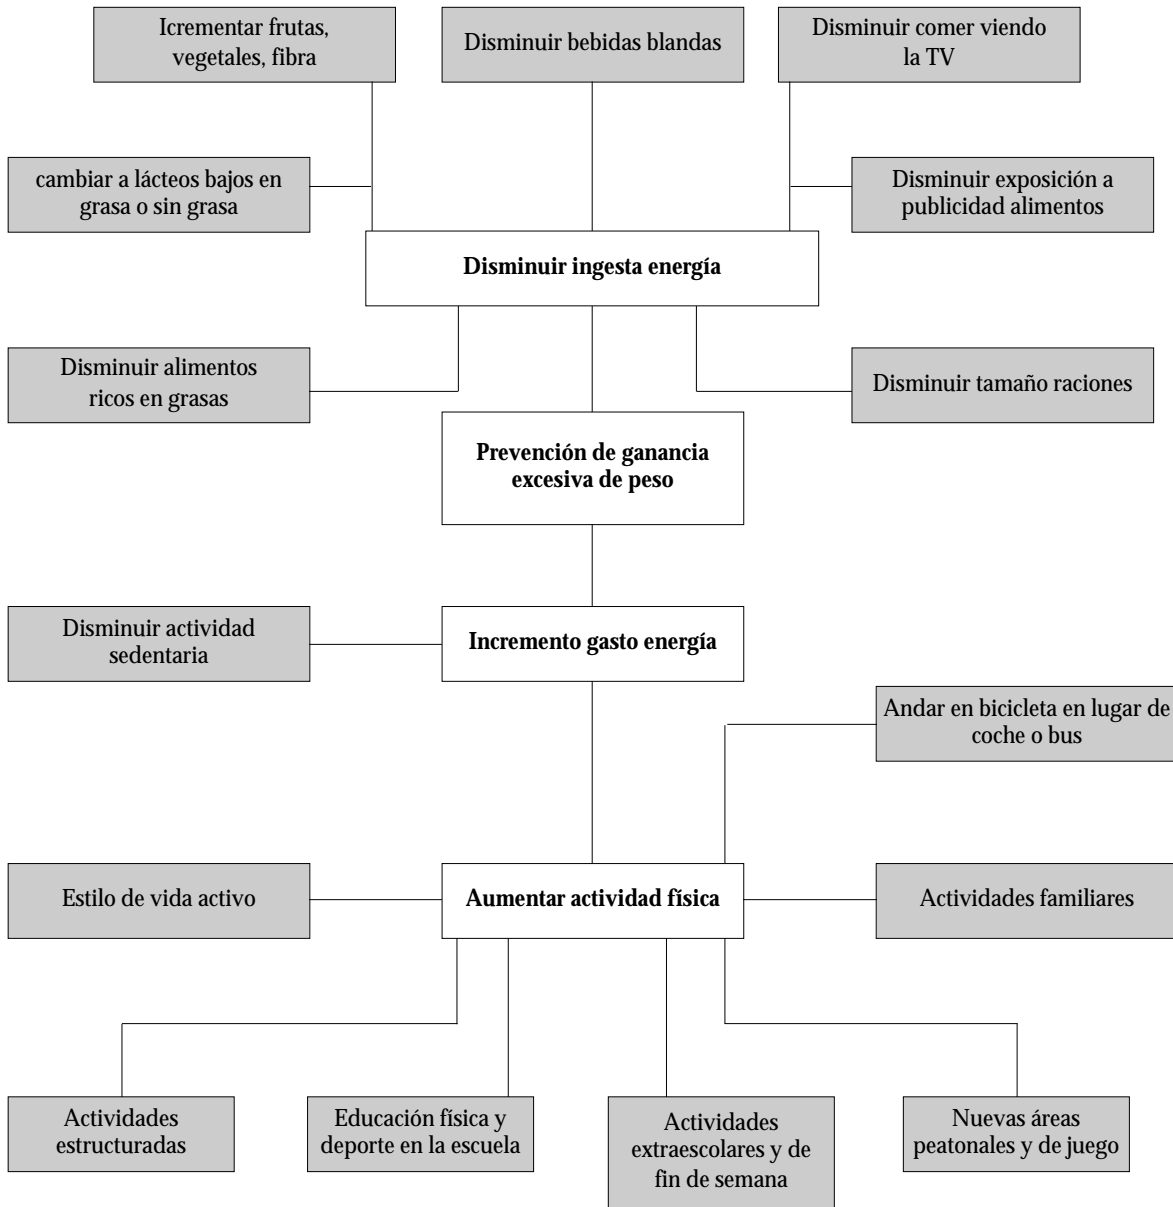 Icrementar frutas,
vegetales, fibra
Disminuir bebidas blandas
Disminuir comer viendo
la TV
cambiar a lácteos bajos en
grasa o sin grasa
Disminuir exposición a
publicidad alimentos
Disminuir ingesta energía
Disminuir alimentos
ricos en grasas
Disminuir tamaño raciones
Prevención de ganancia
excesiva de peso
Disminuir actividad
sedentaria
Incremento gasto energía
Andar en bicicleta en lugar de
coche o bus
Estilo de vida activo
Aumentar actividad física
Actividades familiares
Actividades
estructuradas
Educación física y
deporte en la escuela
Actividades
extraescolares y de
fin de semana
Nuevas áreas
peatonales y de juego